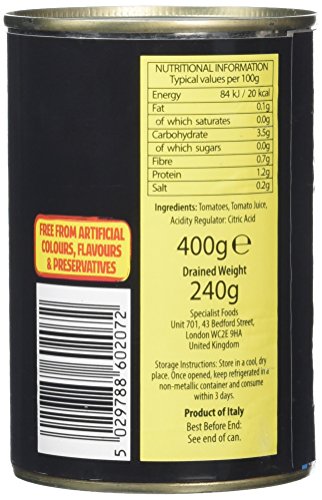 NUTRITIONAL INFORMATION
Typical values per 100g
Energy 84 kJ / 20 kcal
Fat 0.1g
of which saturates 0.0g
Carbohydrate 3.5g
of which sugars 0.0g
Fibre 0.7g
Protein 1.2g
Salt 0.2g
Ingredients: Tomatoes, Tomato Juice,
Acidity Regulator: Citric Acid
400g ℮
Drained Weight
240g
Specialist Foods
Unit 701, 43 Bedford Street,
London WC2E 9HA
United Kingdom
Storage Instructions: Store in a cool, dry
place. Once opened, keep refrigerated in
non-metallic container and consume
within 3 days.
Product of Italy
Best Before End:
See end of can.
FREE FROM ARTIFICIAL
COLOURS, FLAVOURS
& PRESERVATIVES
5 029788 602072